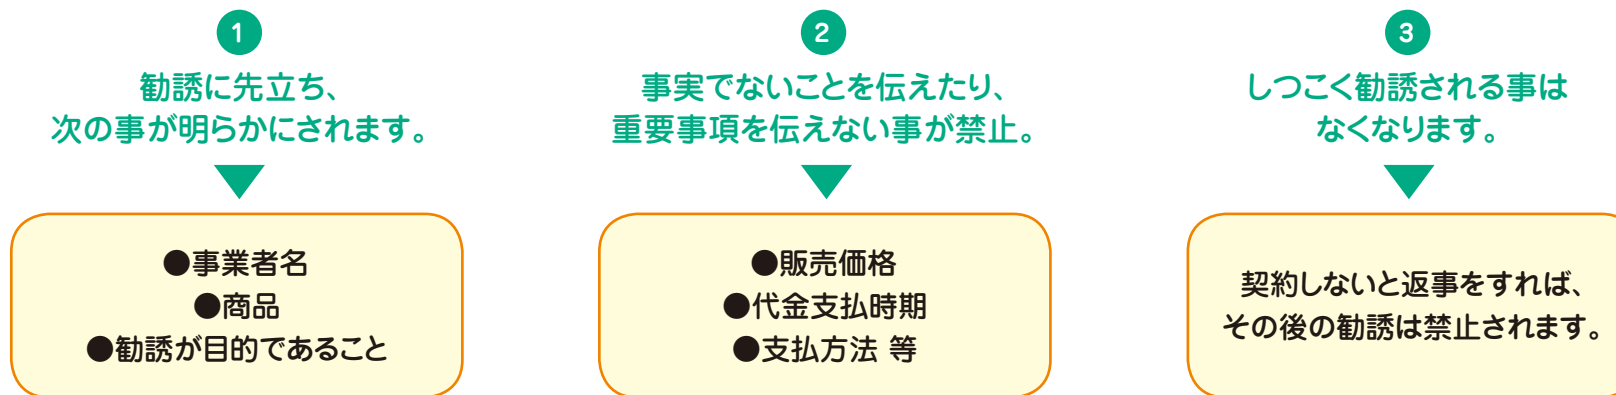 1
勧誘に先立ち、
次の事が明らかにされます。
●事業者名
●商品
●勧誘が目的であること
2
事実でないことを伝えたり、
重要事項を伝えない事が禁止。
●販売価格
●代金支払時期
●支払方法 等
3
しつこく勧誘される事は
なくなります。
契約しないと返事をすれば、
その後の勧誘は禁止されます。